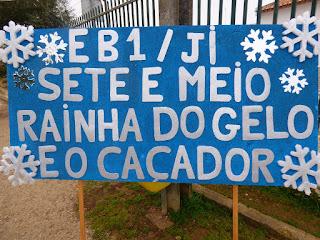 EB1/JI
SETE E MEIO
RAINHA DO GELO
E O CAÇADOR